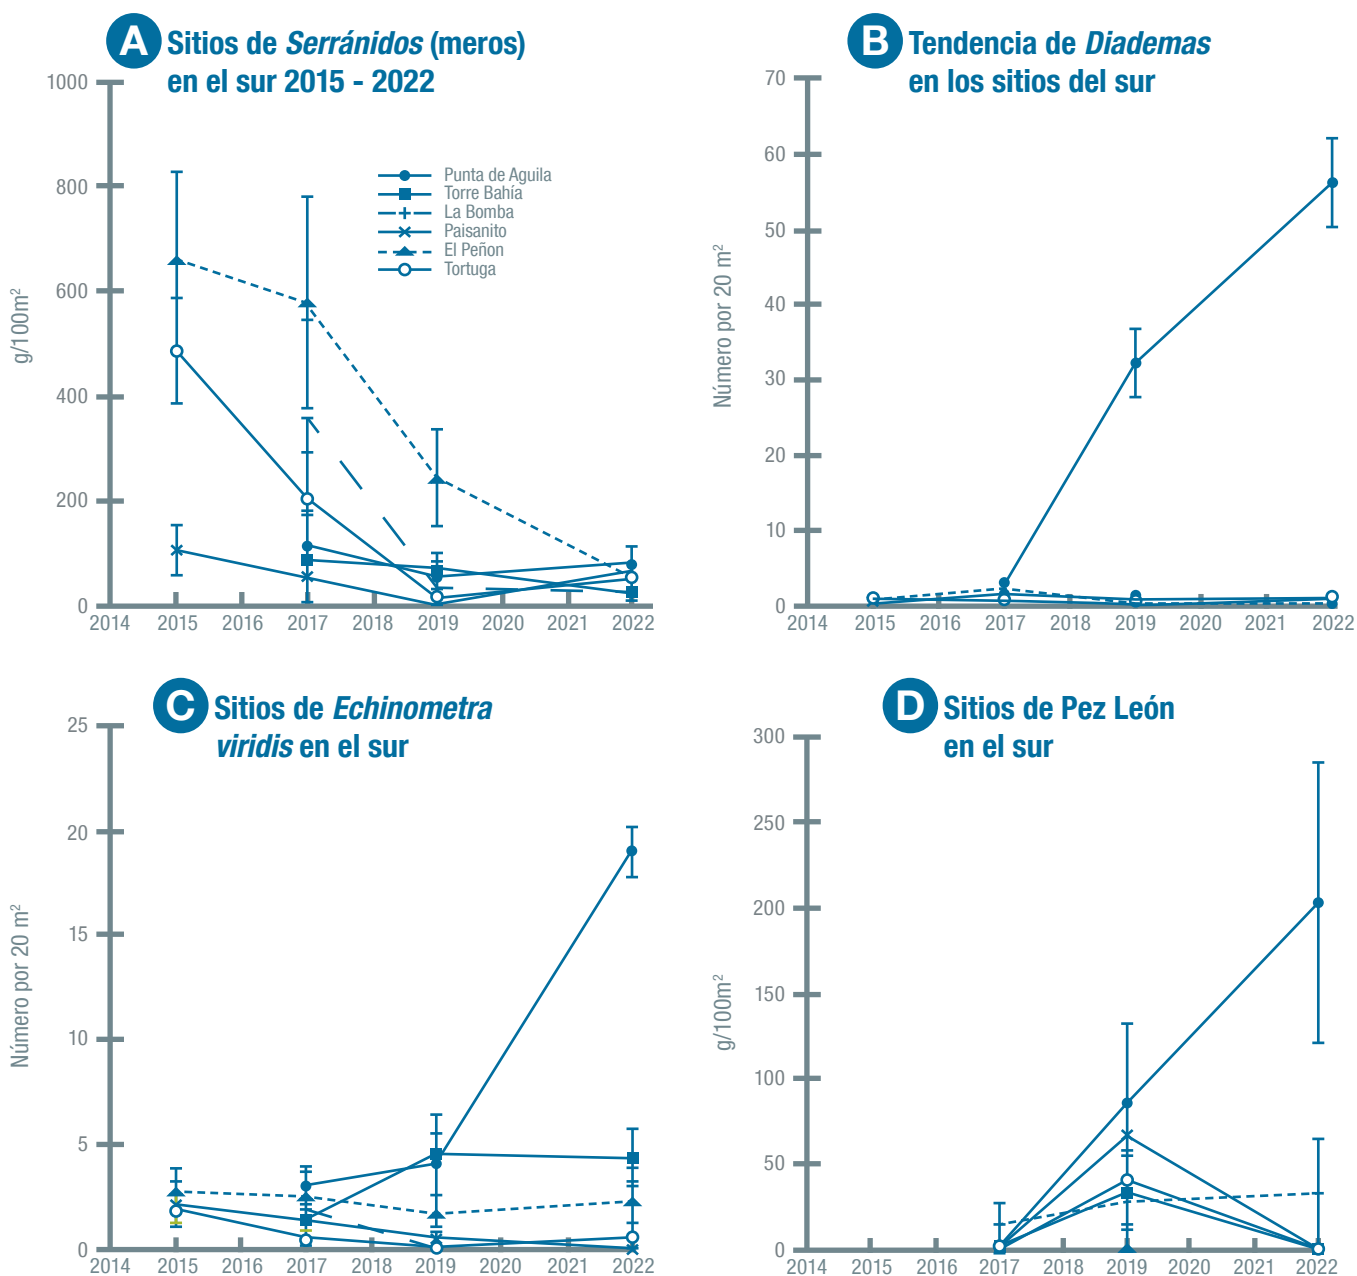 A Sitios de Serránidos (meros)
en el sur 2015 - 2022
1000
800
600
400
200
0
g/100m²
Punta de Aguila
Torre Bahía
La Bomba
Paisanito
El Peñon
Tortuga
2014 2015 2016 2017 2018 2019 2020 2021 2022
B Tendencia de Diademas
en los sitios del sur
70
60
50
40
30
20
10
0
Número por 20 m²
2014 2015 2016 2017 2018 2019 2020 2021 2022
C Sitios de Echinometra
viridis en el sur
25
20
15
10
5
0
Número por 20 m²
2014 2015 2016 2017 2018 2019 2020 2021 2022
D Sitios de Pez León
en el sur
300
250
200
150
100
50
0
g/100m²
2014 2015 2016 2017 2018 2019 2020 2021 2022